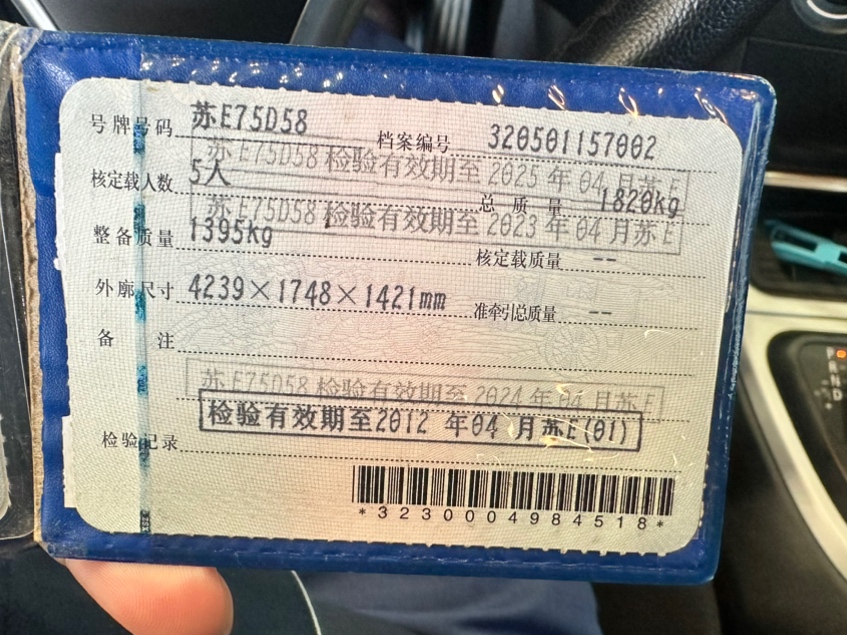 号牌号码 苏E75D58 档案编号 320501157002
苏E75D58检验有效期至2025年04月苏E
核定载人数 5人 总质量 1820kg
苏E75D58检验有效期至2023年04月苏E
整备质量 1395kg 核定载质量 --
外廓尺寸 4239×1748×1421mm 准牵引总质量 --
备注
苏E75D58检验有效期至2024年04月苏E
检验有效期至2012年04月苏E(01)
检验记录
*3230004984518*
P
R
N
D